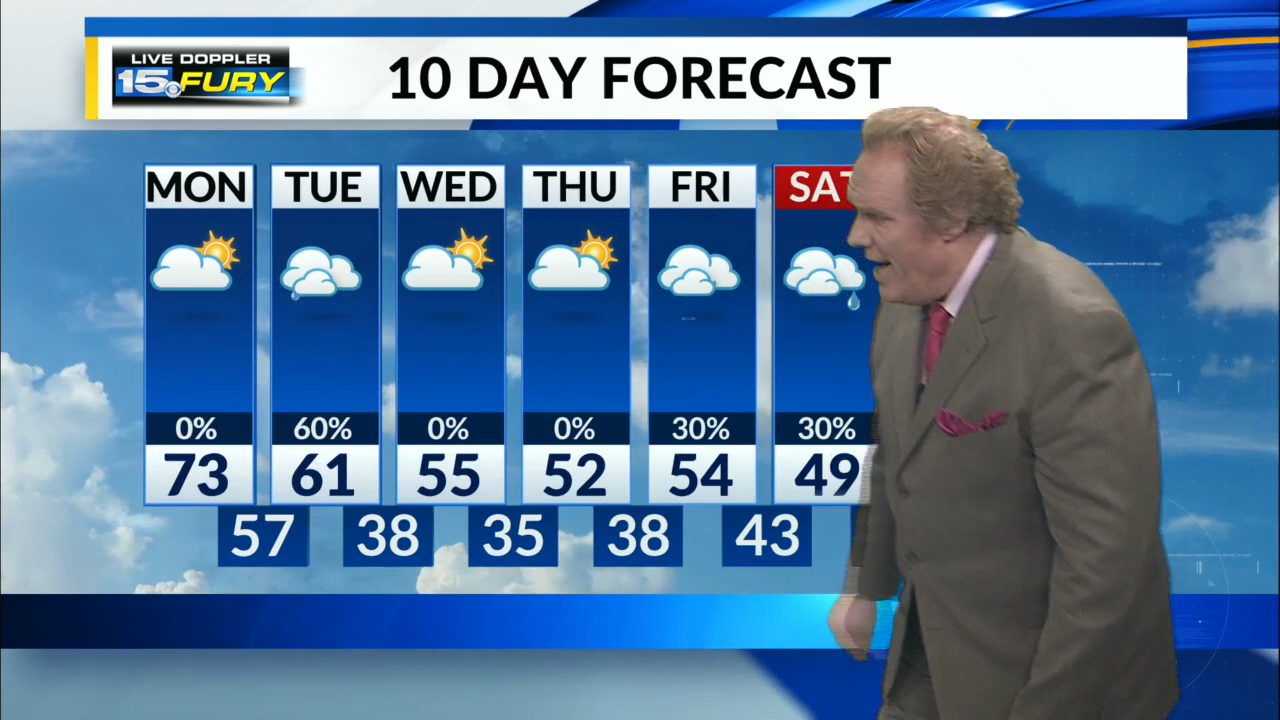 LIVE DOPPLER
15 FURY
10 DAY FORECAST
MON TUE WED THU FRI SAT
0% 60% 0% 0% 30% 30%
73 61 55 52 54 49
57 38 35 38 43